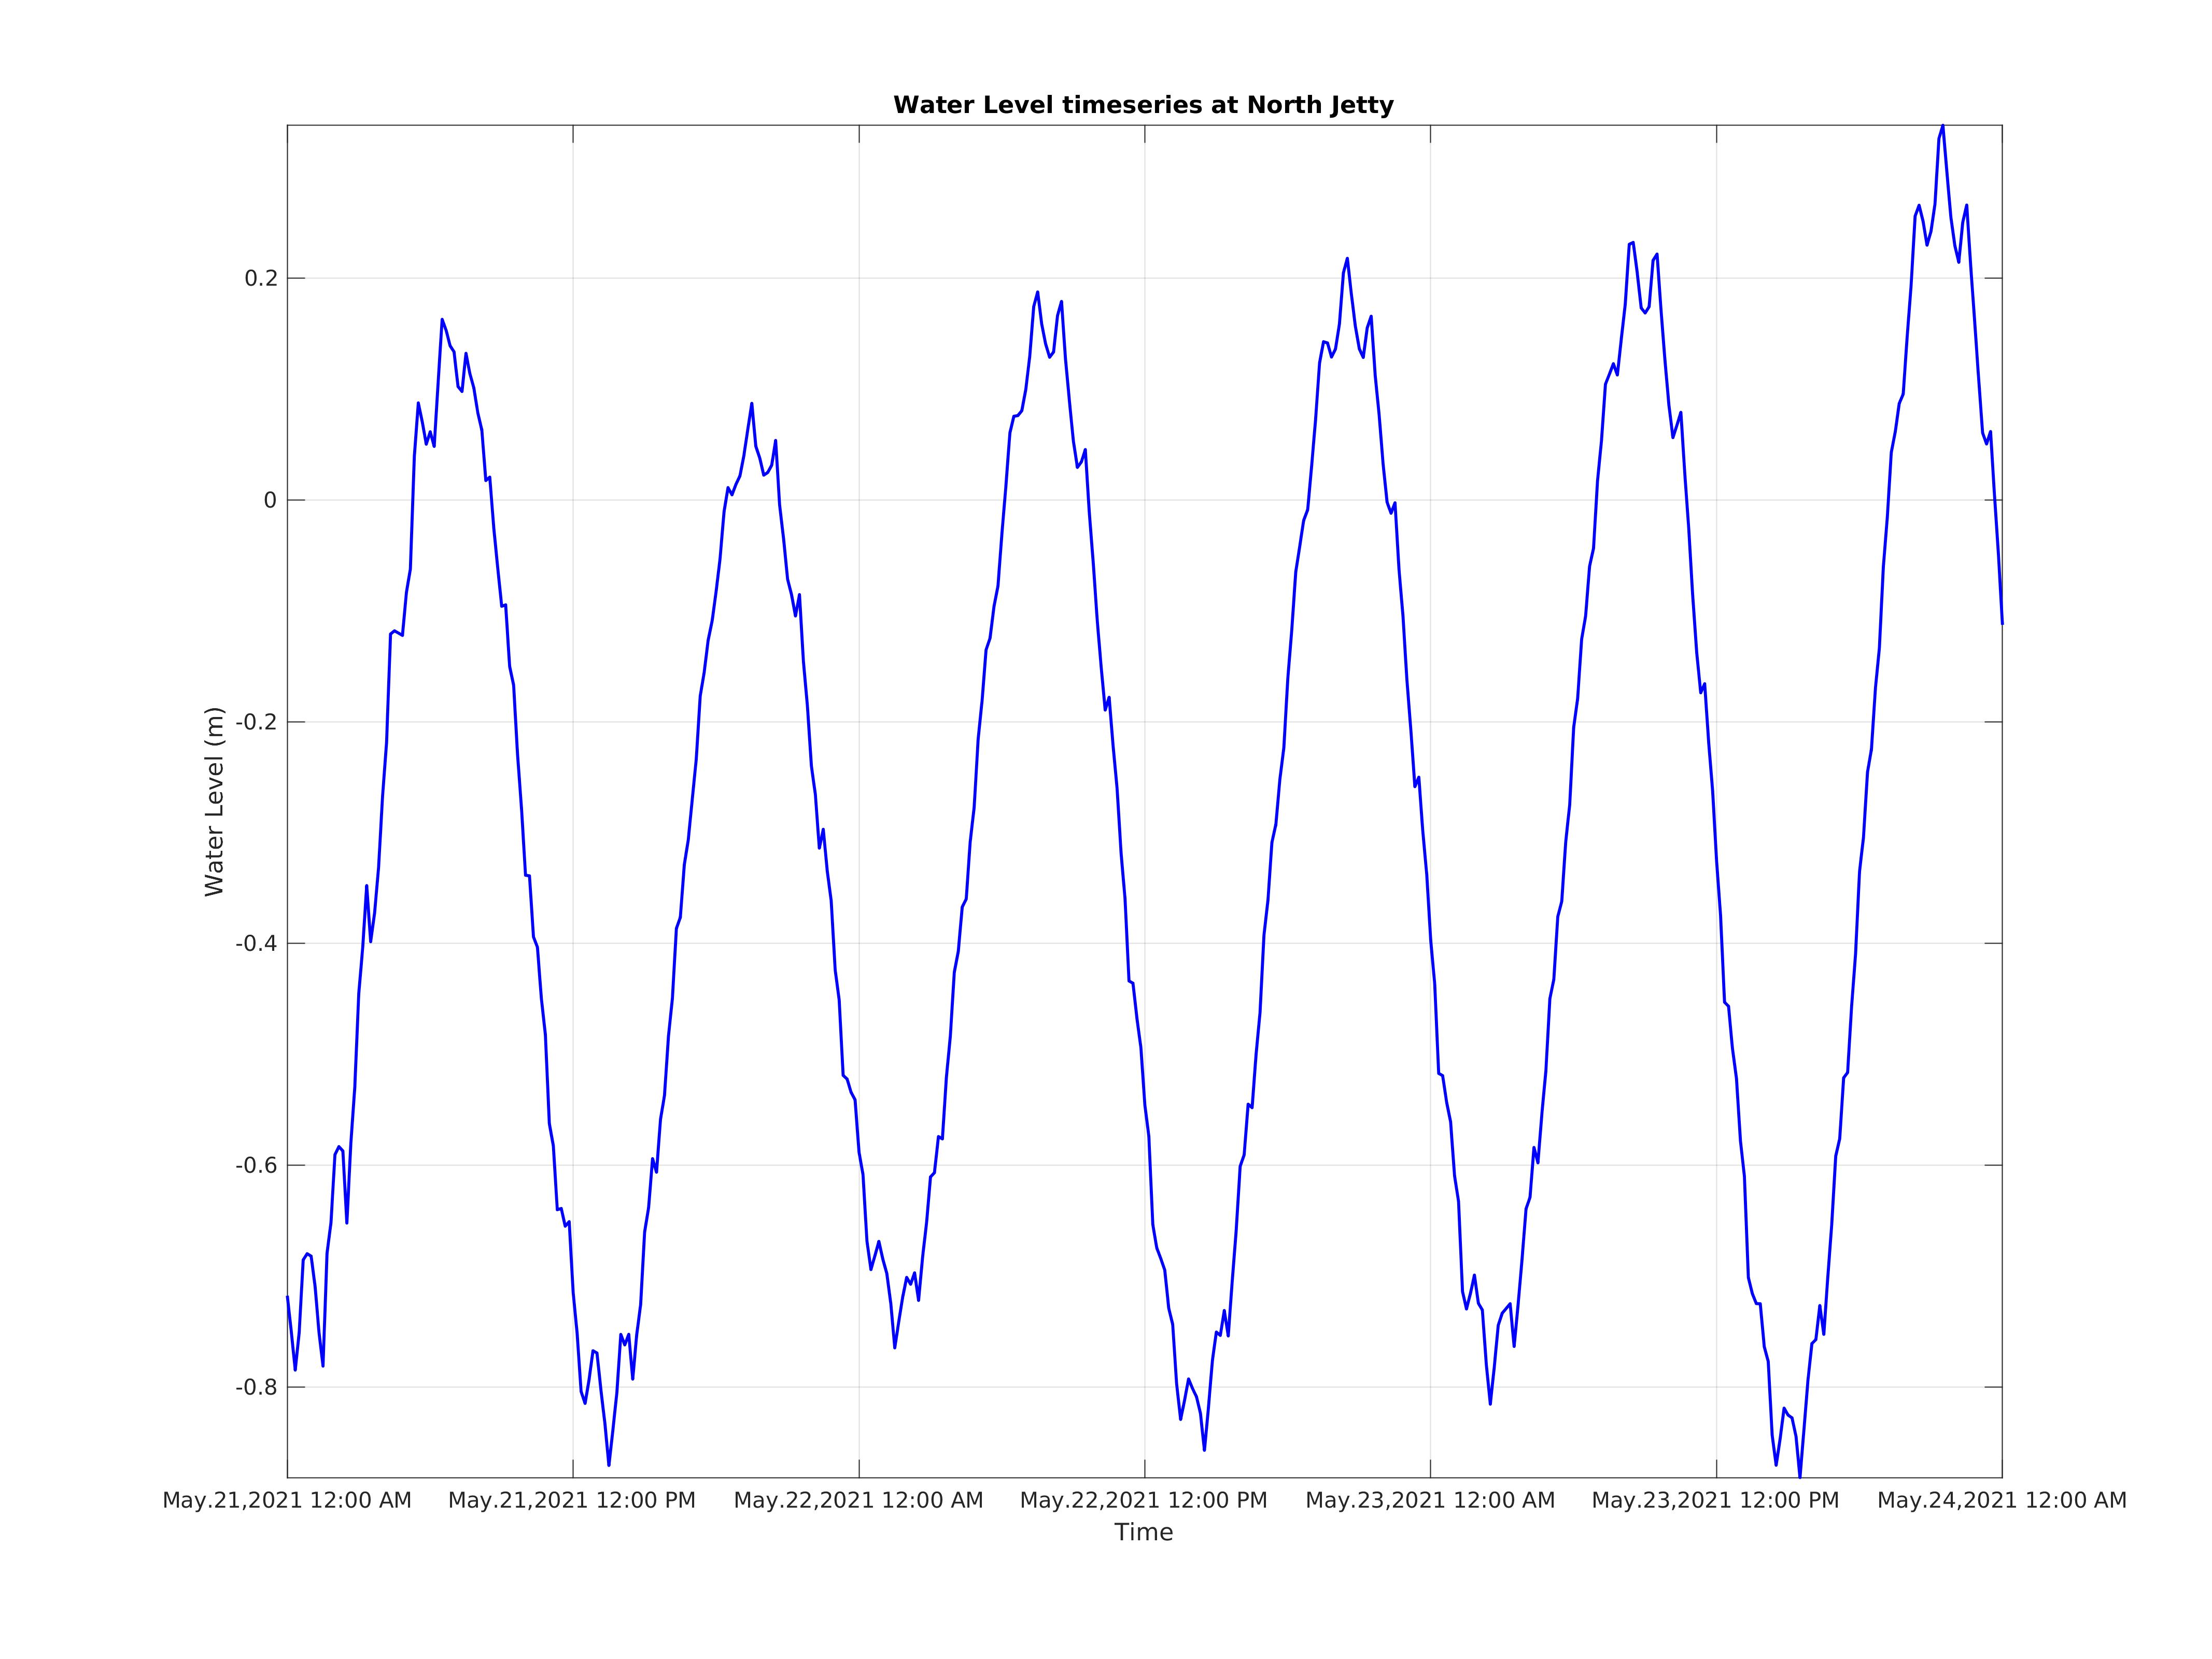 Water Level timeseries at North Jetty
0.2
0
-0.2
-0.4
-0.6
-0.8
Water Level (m)
May.21,2021 12:00 AM
May.21,2021 12:00 PM
May.22,2021 12:00 AM
May.22,2021 12:00 PM
May.23,2021 12:00 AM
May.23,2021 12:00 PM
May.24,2021 12:00 AM
Time